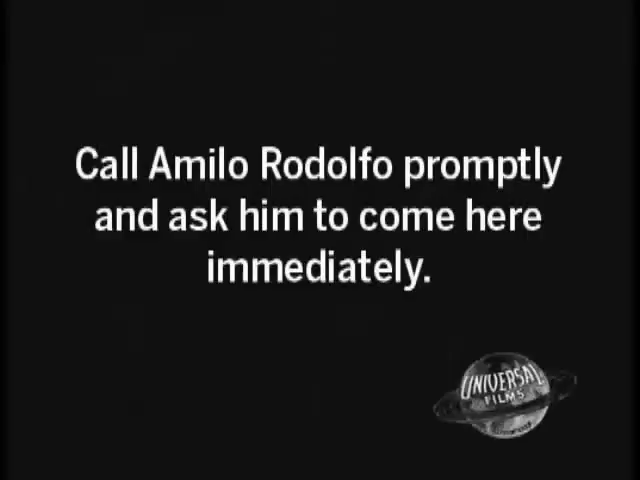 Call Amilo Rodolfo promptly
and ask him to come here
immediately.
UNIVERSAL
FILMS